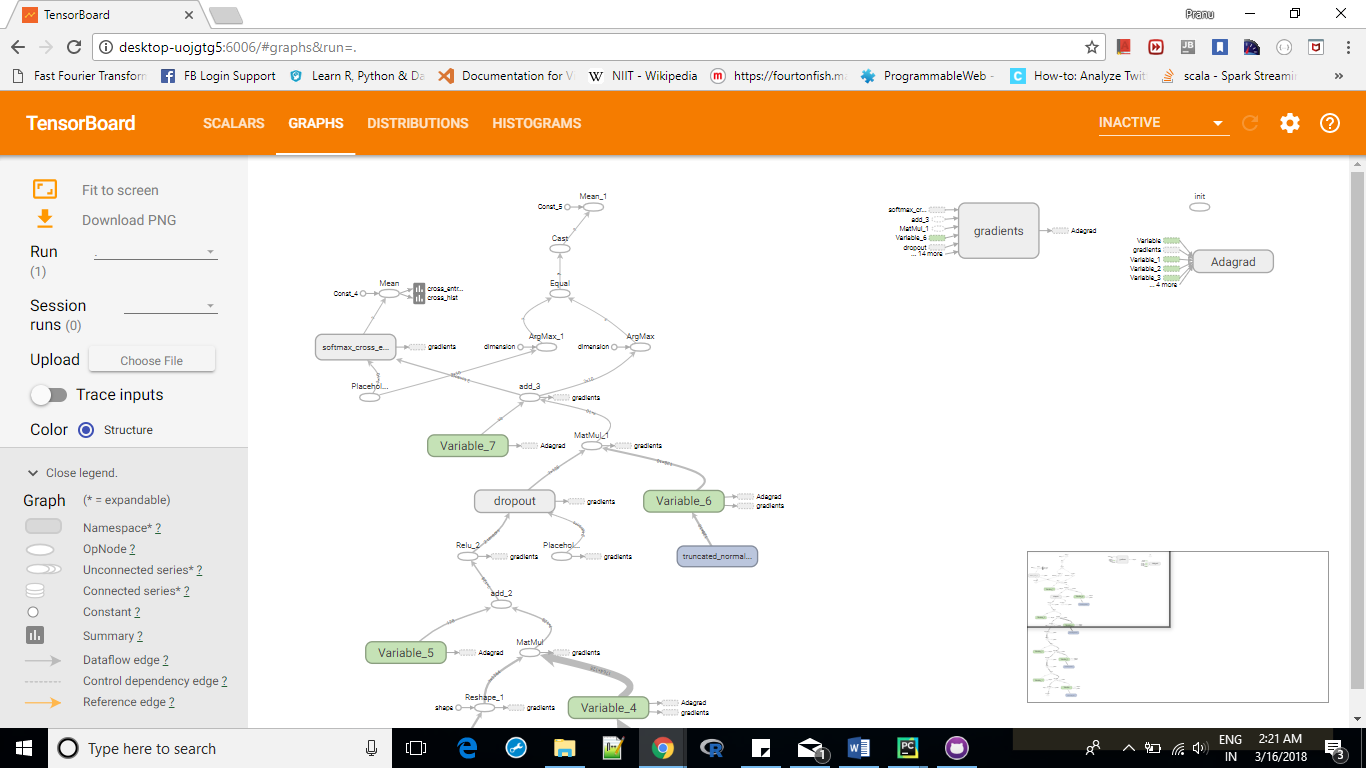 TensorBoard
Pranu
desktop-uojgtg5:6006/#graphs&run=.
Fast Fourier Transform
FB Login Support
Learn R, Python & Da
Documentation for V
NIIT - Wikipedia
https://fourtonfish.m
ProgrammableWeb -
How-to: Analyze Twit
scala - Spark Streami
»
TensorBoard
SCALARS
GRAPHS
DISTRIBUTIONS
HISTOGRAMS
INACTIVE
Fit to screen
Download PNG
Run
(1)
.
Session
runs (0)
Upload
Choose File
Trace inputs
Color
Structure
Close legend.
Graph
(* = expandable)
Namespace* ?
OpNode ?
Unconnected series* ?
Connected series* ?
Constant ?
Summary ?
Dataflow edge ?
Control dependency edge ?
Reference edge ?
Mean_1
Const_5
Cast
Equal
Mean
Const_4
cross_entr...
cross_hist
ArgMax_1
dimension
ArgMax
dimension
softmax_cross_e...
gradients
Placehol...
add_3
gradients
Variable_7
Adagrad
MatMul_1
gradients
dropout
gradients
Variable_6
Adagrad
gradients
truncated_normal...
Relu_2
gradients
Placehol...
gradients
add_2
Variable_5
Adagrad
MatMul
gradients
Reshape_1
shape
gradients
Variable_4
Adagrad
gradients
softmax_cr...
add_3
MatMul_1
Variable_6
dropout
... 14 more
gradients
Adagrad
init
Variable
gradients
Variable_1
Variable_2
Variable_3
... 4 more
Adagrad
Type here to search
1
ENG
IN
2:21 AM
3/16/2018
3